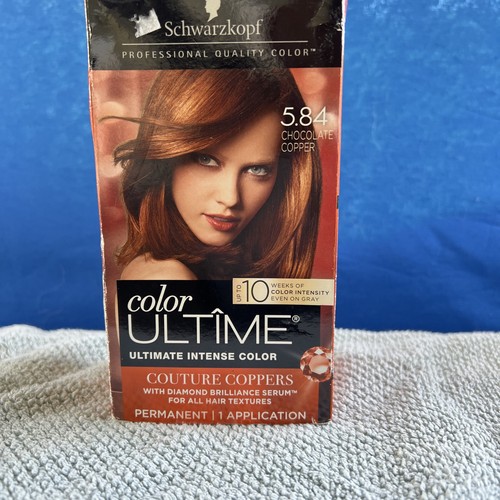 Schwarzkopf
PROFESSIONAL QUALITY COLOR™
5.84
CHOCOLATE
COPPER
UP TO 10 WEEKS OF
COLOR INTENSITY
EVEN ON GRAY
color
ULTÎME®
ULTIMATE INTENSE COLOR
COUTURE COPPERS
WITH DIAMOND BRILLIANCE SERUM™
FOR ALL HAIR TEXTURES
PERMANENT | 1 APPLICATION